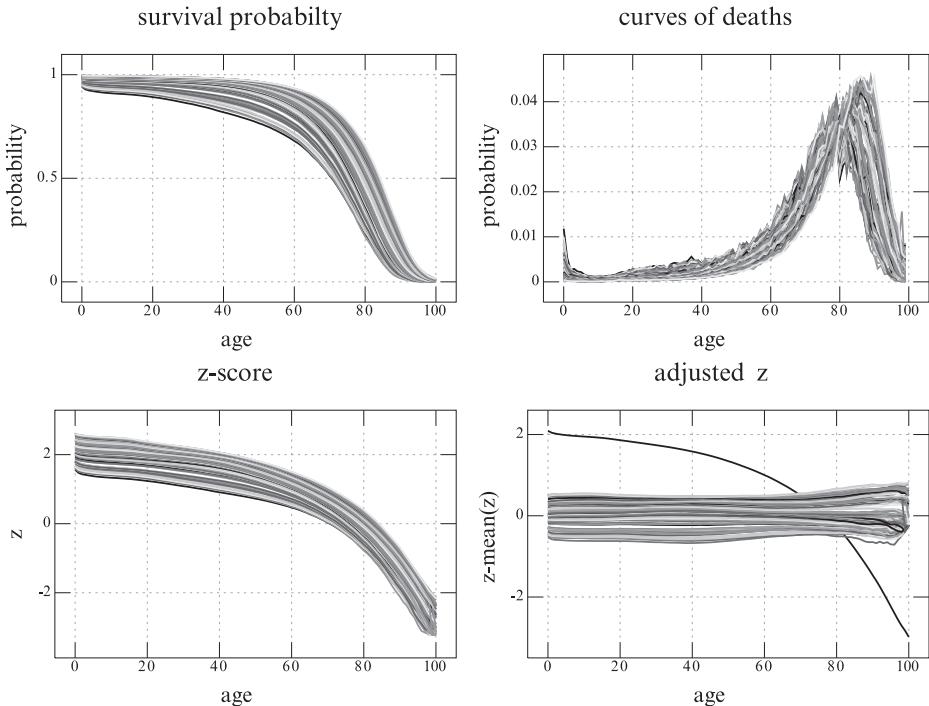 survival probabilty
curves of deaths
probability
1
0.5
0
0 20 40 60 80 100
age
probability
0.04
0.03
0.02
0.01
0
0 20 40 60 80 100
age
z-score
adjusted z
z
2
0
-2
0 20 40 60 80 100
age
z-mean(z)
2
0
-2
0 20 40 60 80 100
age